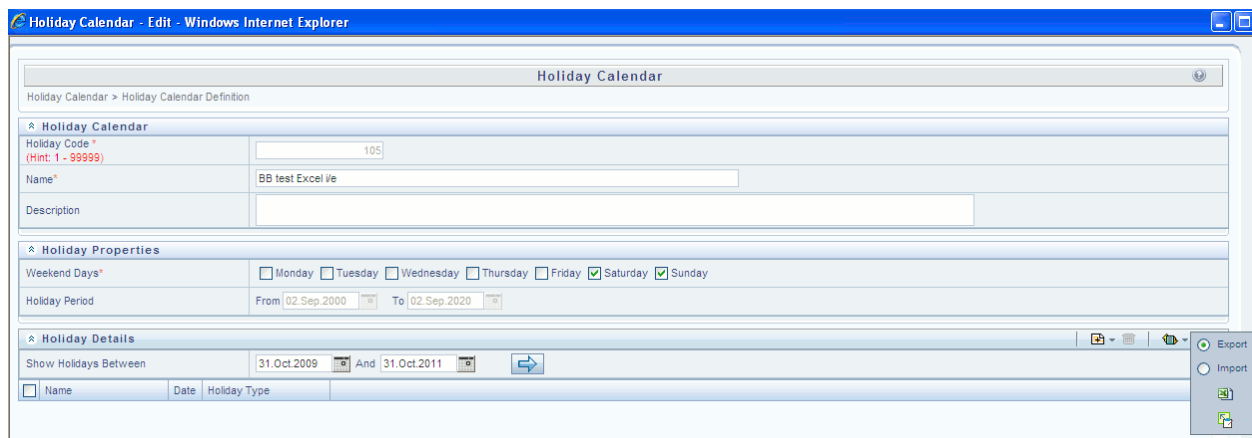 Holiday Calendar - Edit - Windows Internet Explorer
Holiday Calendar
Holiday Calendar > Holiday Calendar Definition
Holiday Calendar
Holiday Code *
(Hint: 1 - 99999)
105
Name*
BB test Excel i/e
Description
Holiday Properties
Weekend Days*
Monday Tuesday Wednesday Thursday Friday Saturday Sunday
Holiday Period
From 02.Sep.2000 To 02.Sep.2020
Holiday Details
Export
Show Holidays Between
31.Oct.2009 And 31.Oct.2011
Import
Name Date Holiday Type